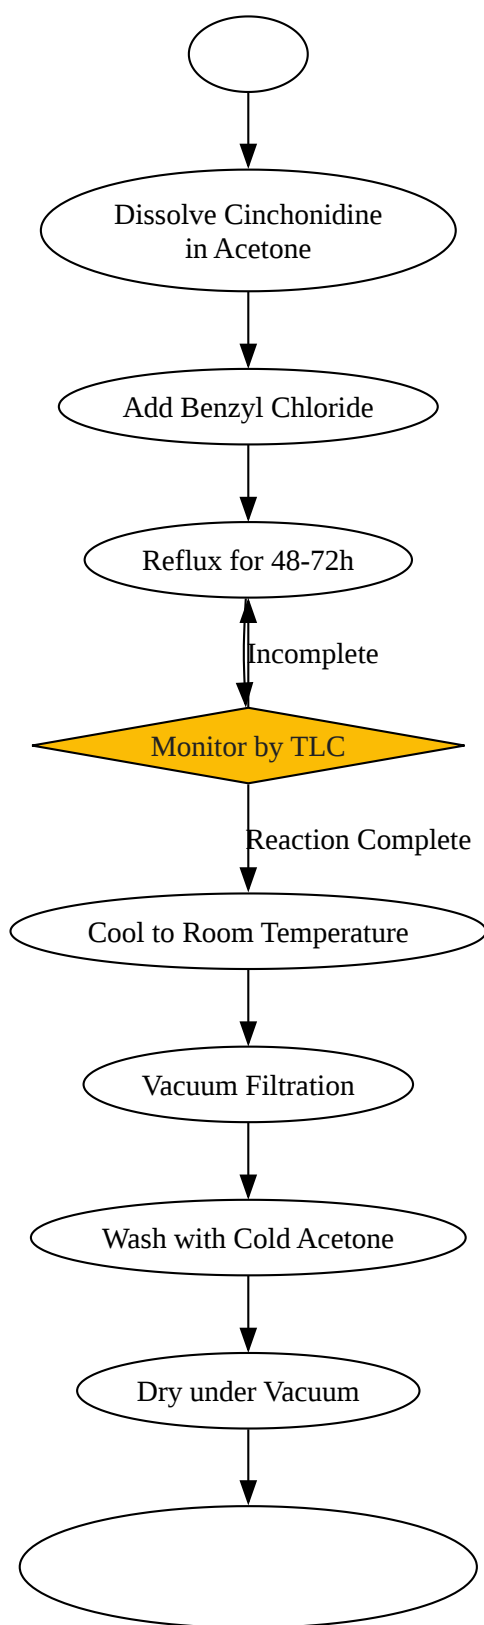 Dissolve Cinchonidine
in Acetone
Add Benzyl Chloride
Reflux for 48-72h
Incomplete
Monitor by TLC
Reaction Complete
Cool to Room Temperature
Vacuum Filtration
Wash with Cold Acetone
Dry under Vacuum